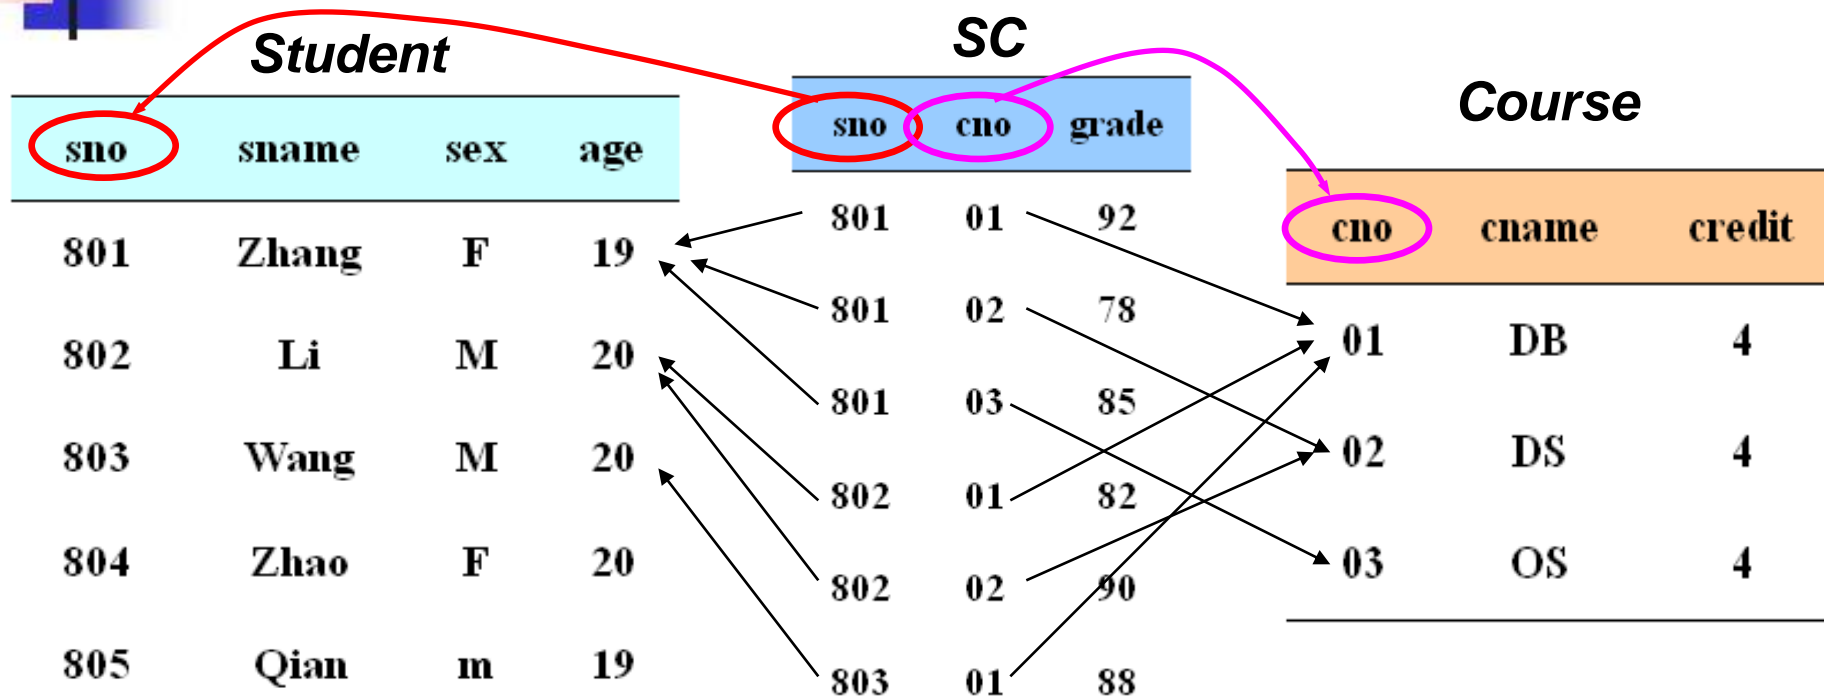 Student
sno sname sex age
801 Zhang F 19
802 Li M 20
803 Wang M 20
804 Zhao F 20
805 Qian m 19
SC
sno cno grade
801 01 92
801 02 78
801 03 85
802 01 82
802 02 90
803 01 88
Course
cno cname credit
01 DB 4
02 DS 4
03 OS 4